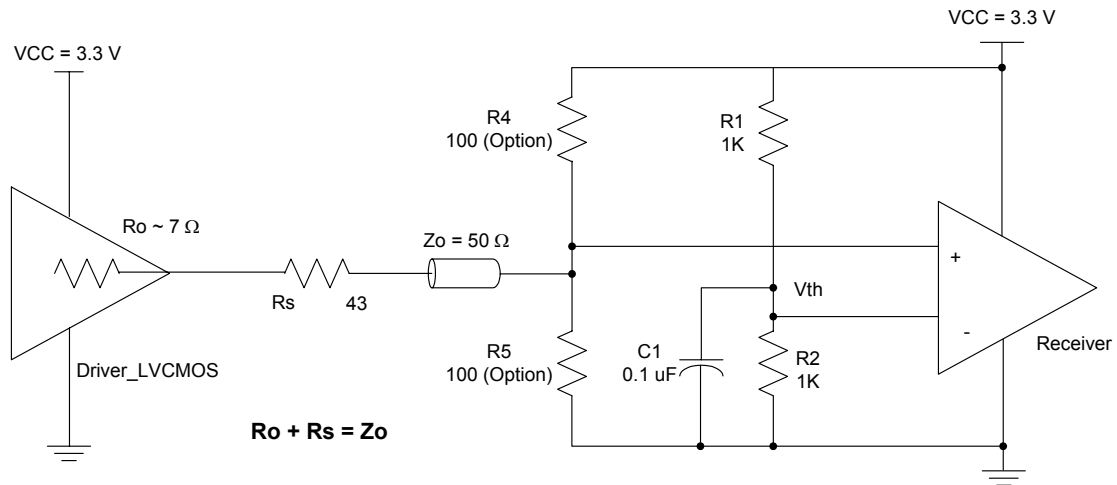 VCC = 3.3 V
VCC = 3.3 V
R4
100 (Option)
R1
1K
Ro ~ 7 Ω
Zo = 50 Ω
+
Rs
43
Vth
-
Receiver
R5
100 (Option)
C1
0.1 uF
R2
1K
Driver_LVCMOS
Ro + Rs = Zo